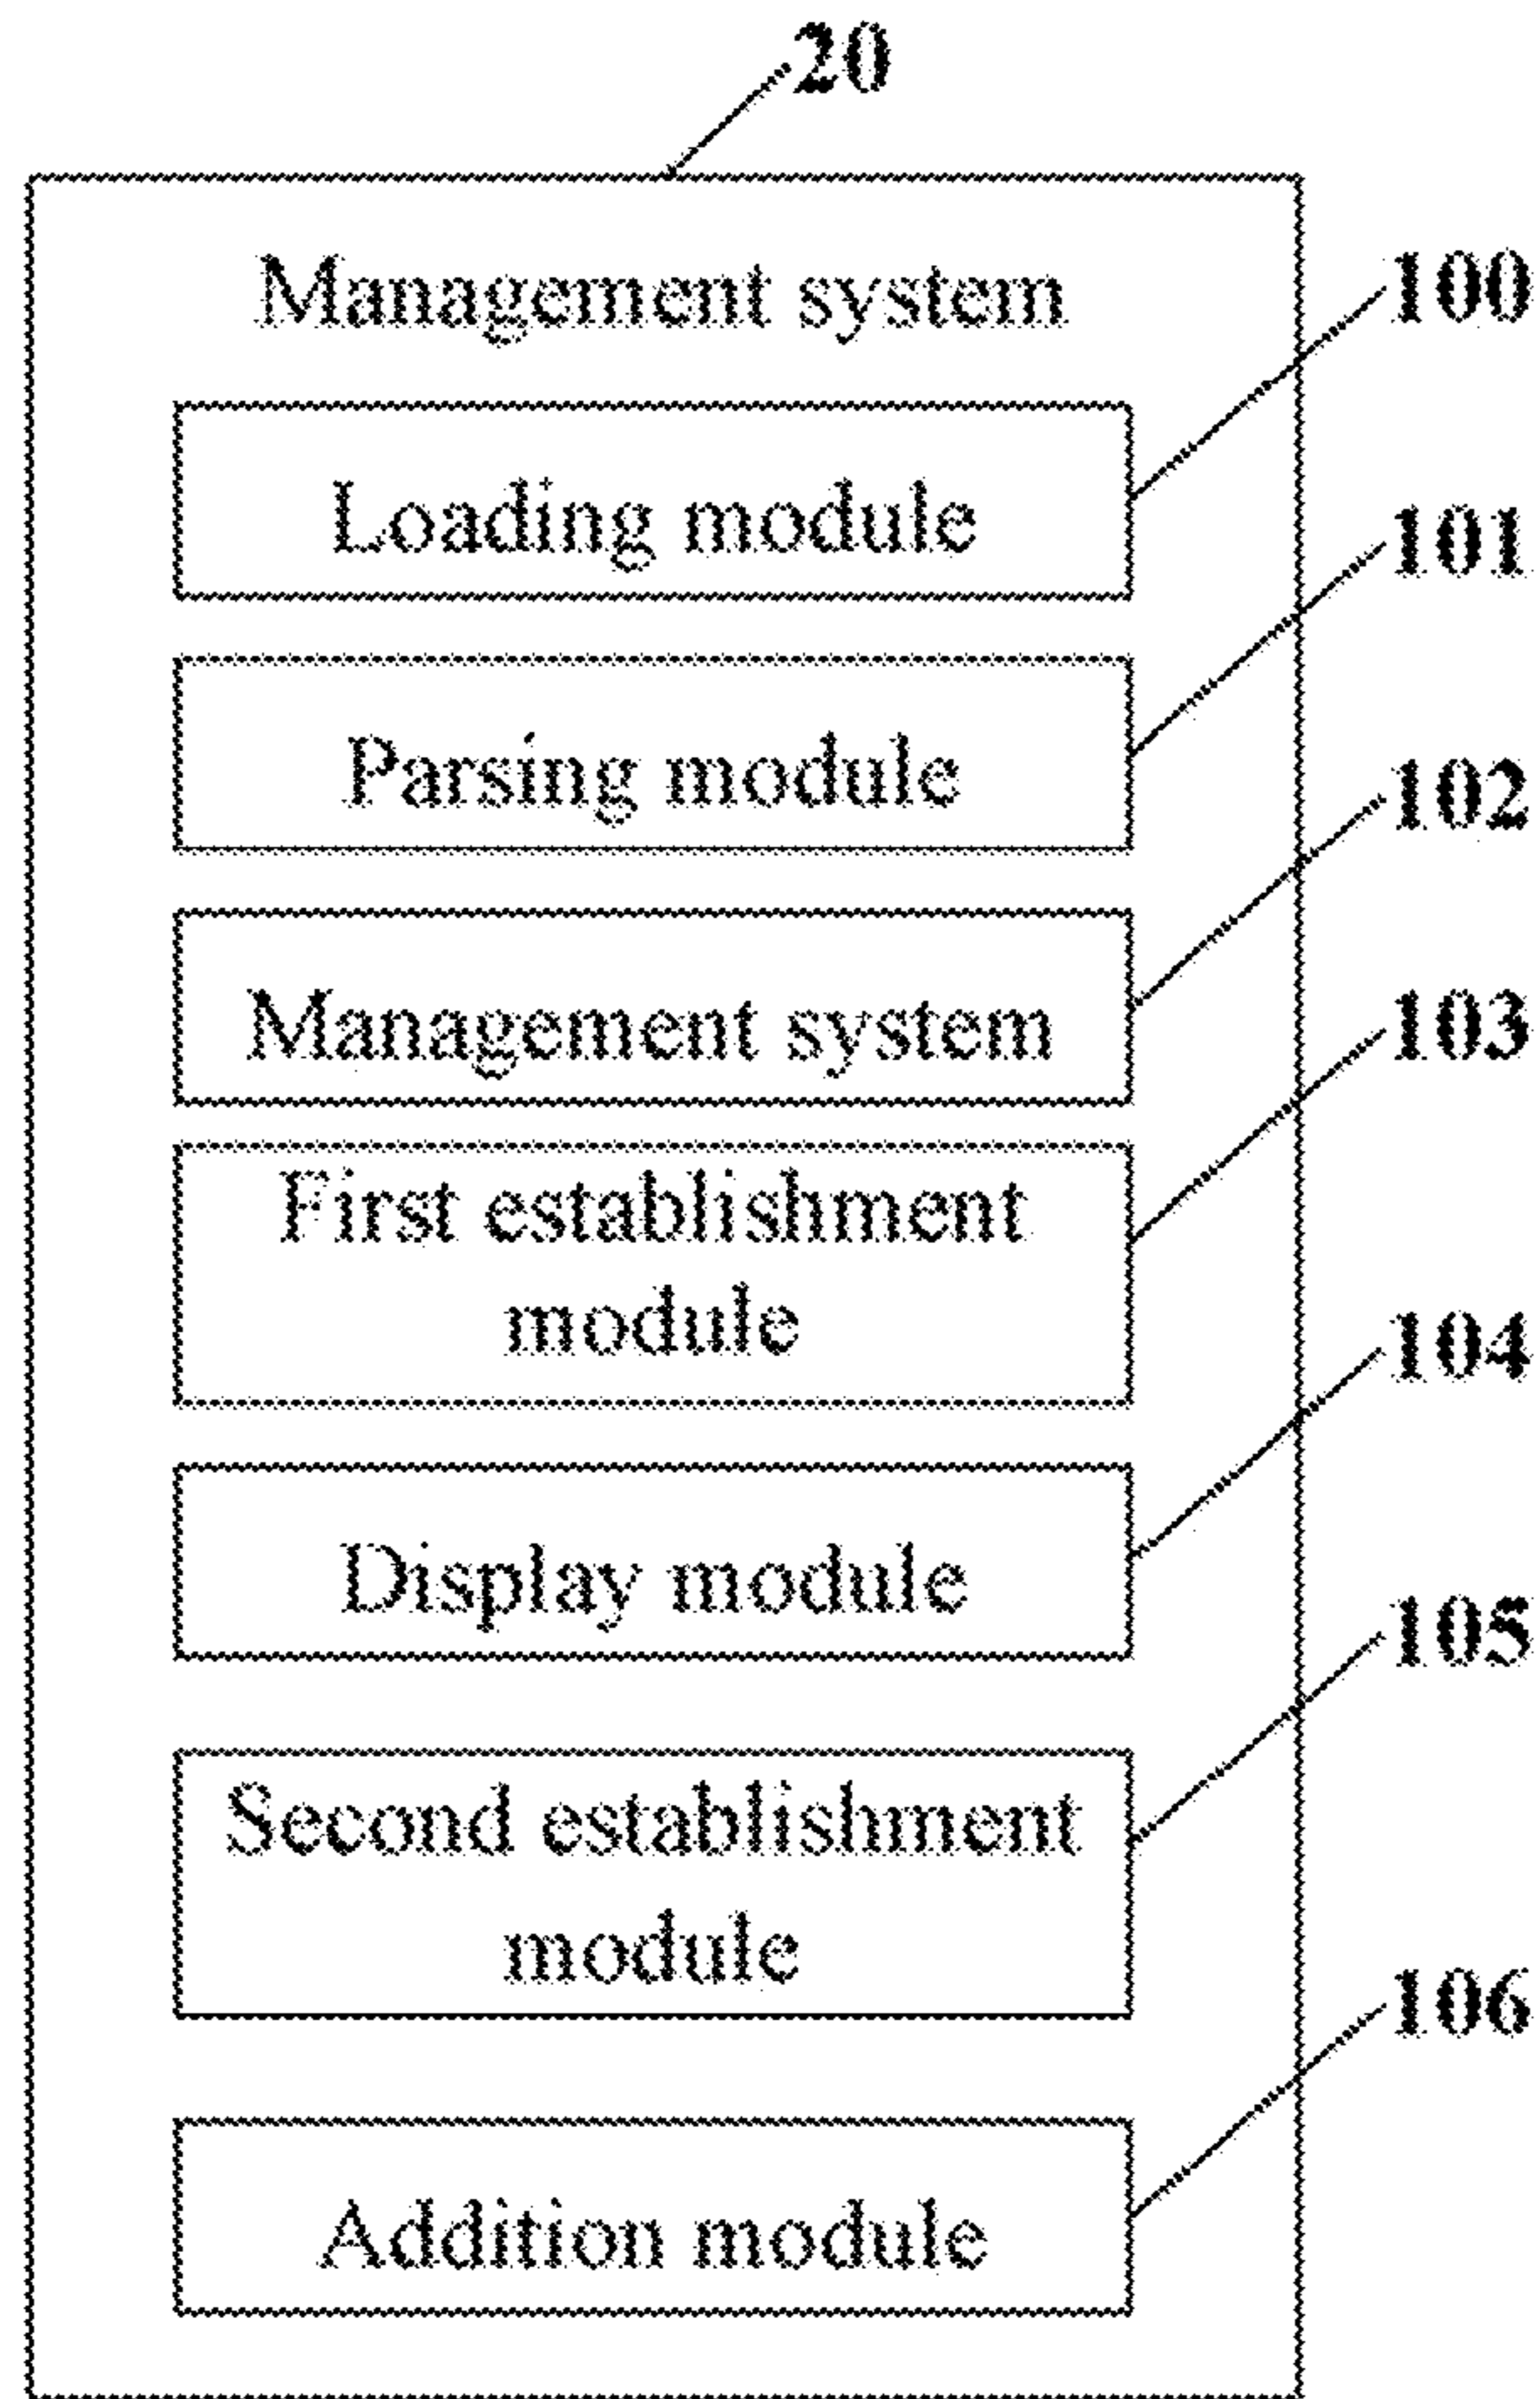 20
Management system
100
Loading module
101
Parsing module
102
Management system
103
First establishment
module
104
Display module
105
Second establishment
module
106
Addition module